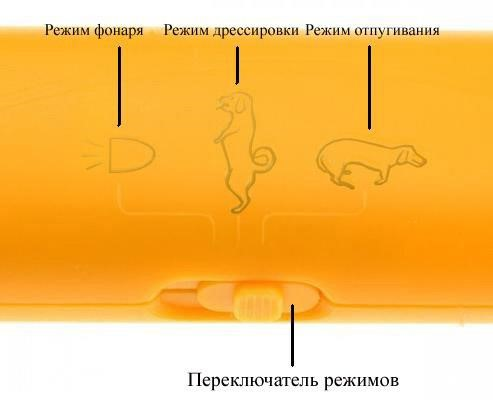 Режим фонаря Режим дрессировки Режим отпугивания
Переключатель режимов